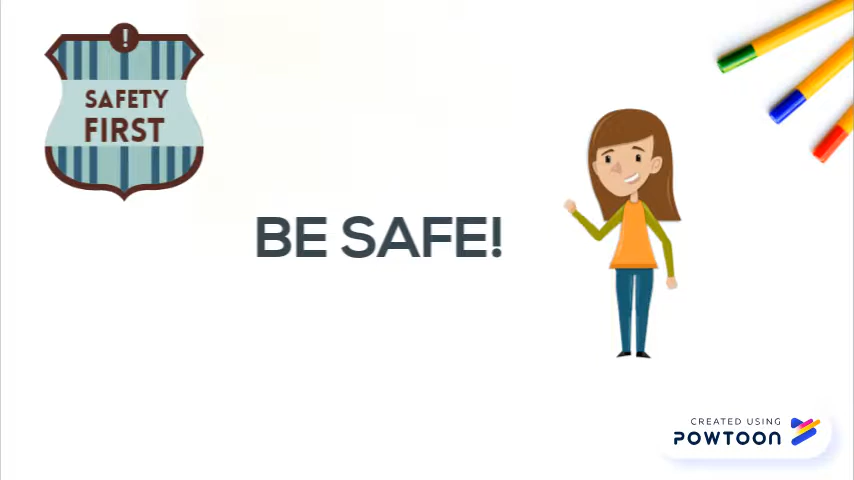 !
SAFETY
FIRST
BE SAFE!
CREATED USING
POWTOON